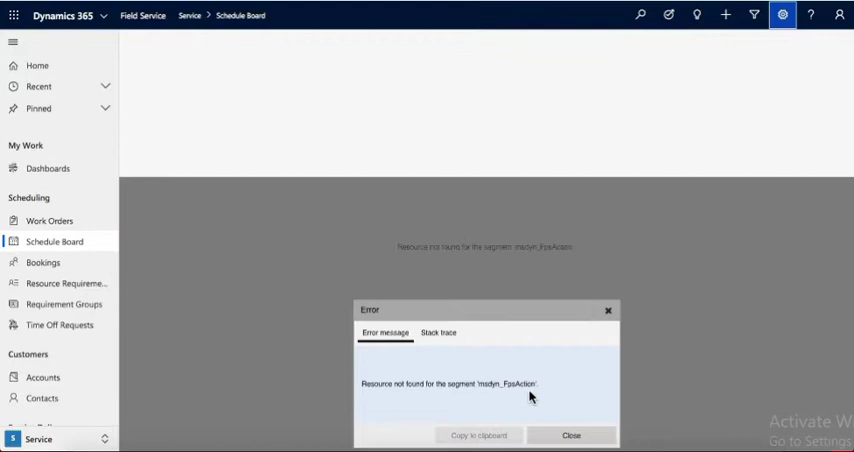 Dynamics 365 Field Service Service > Schedule Board
Home
Recent
Pinned
My Work
Dashboards
Scheduling
Work Orders
Schedule Board
Bookings
Resource Requireme...
Requirement Groups
Time Off Requests
Customers
Accounts
Contacts
S Service
Resource not found for the segment 'msdyn_FpsAction'.
Error
Error message Stack trace
Resource not found for the segment 'msdyn_FpsAction'.
Copy to clipboard Close
Activate W
Go to Settings